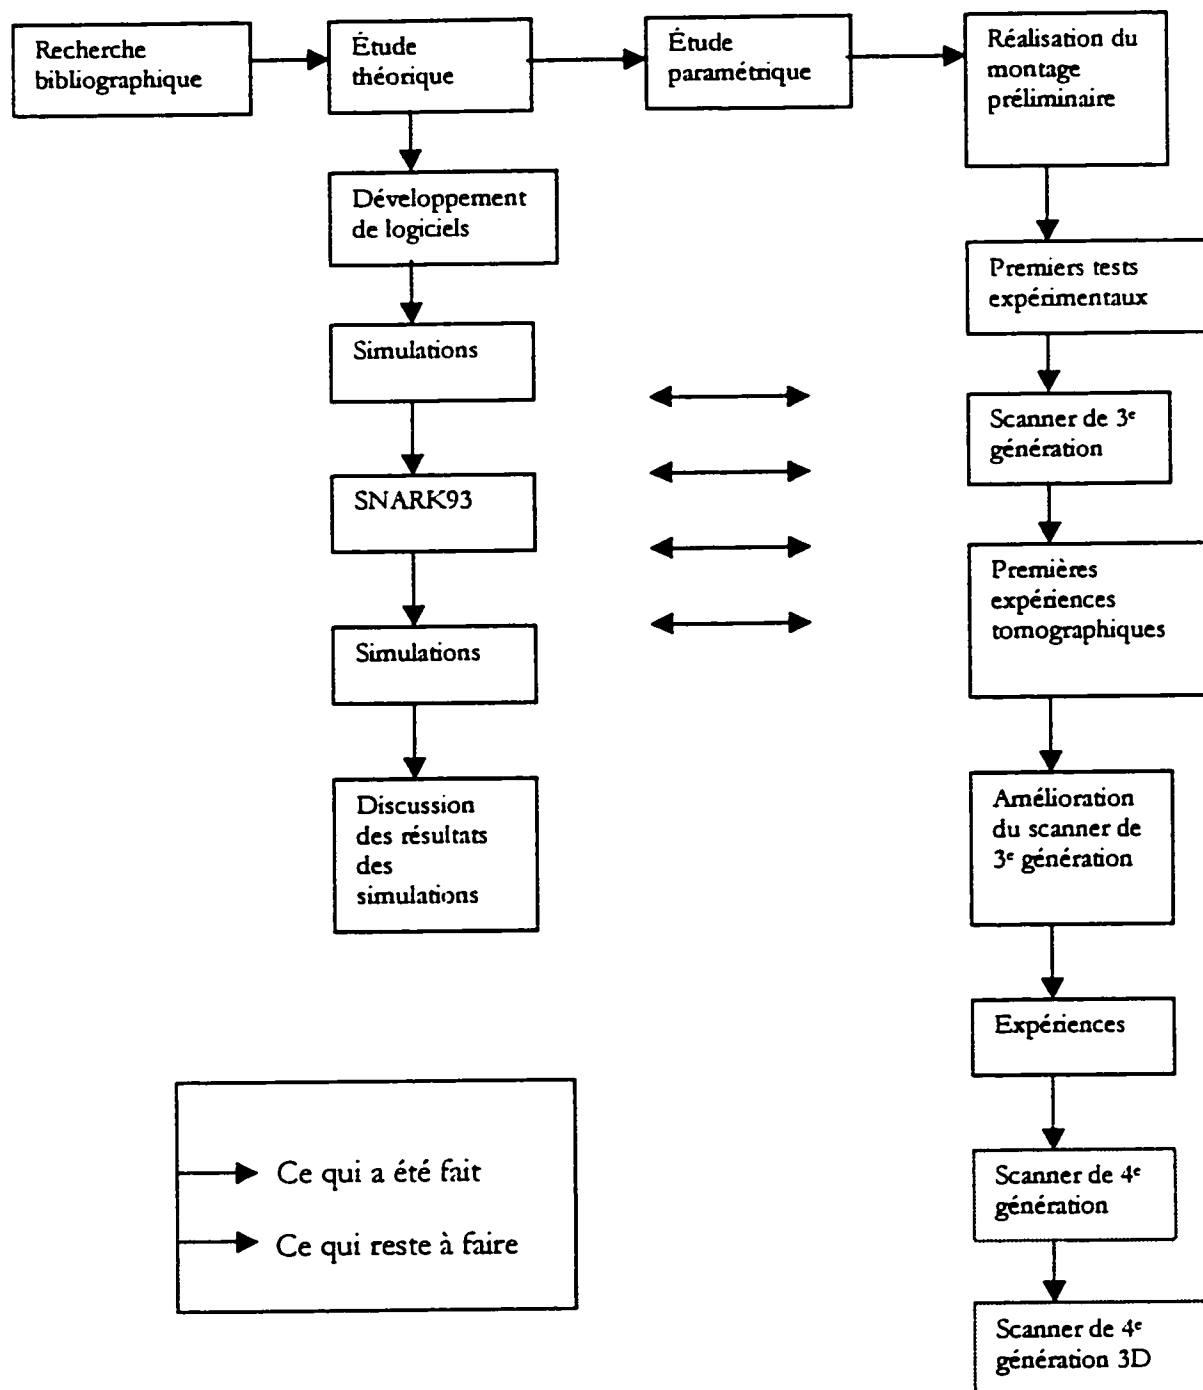 Recherche
bibliographique
Étude
théorique
Étude
paramétrique
Réalisation du
montage
préliminaire
Développement
de logiciels
Simulations
SNARK93
Simulations
Discussion
des résultats
des
simulations
Premiers tests
expérimentaux
Scanner de 3e
génération
Premières
expériences
tomographiques
Amélioration
du scanner de
3e génération
Expériences
Scanner de 4e
génération
Scanner de 4e
génération 3D
Ce qui a été fait
Ce qui reste à faire